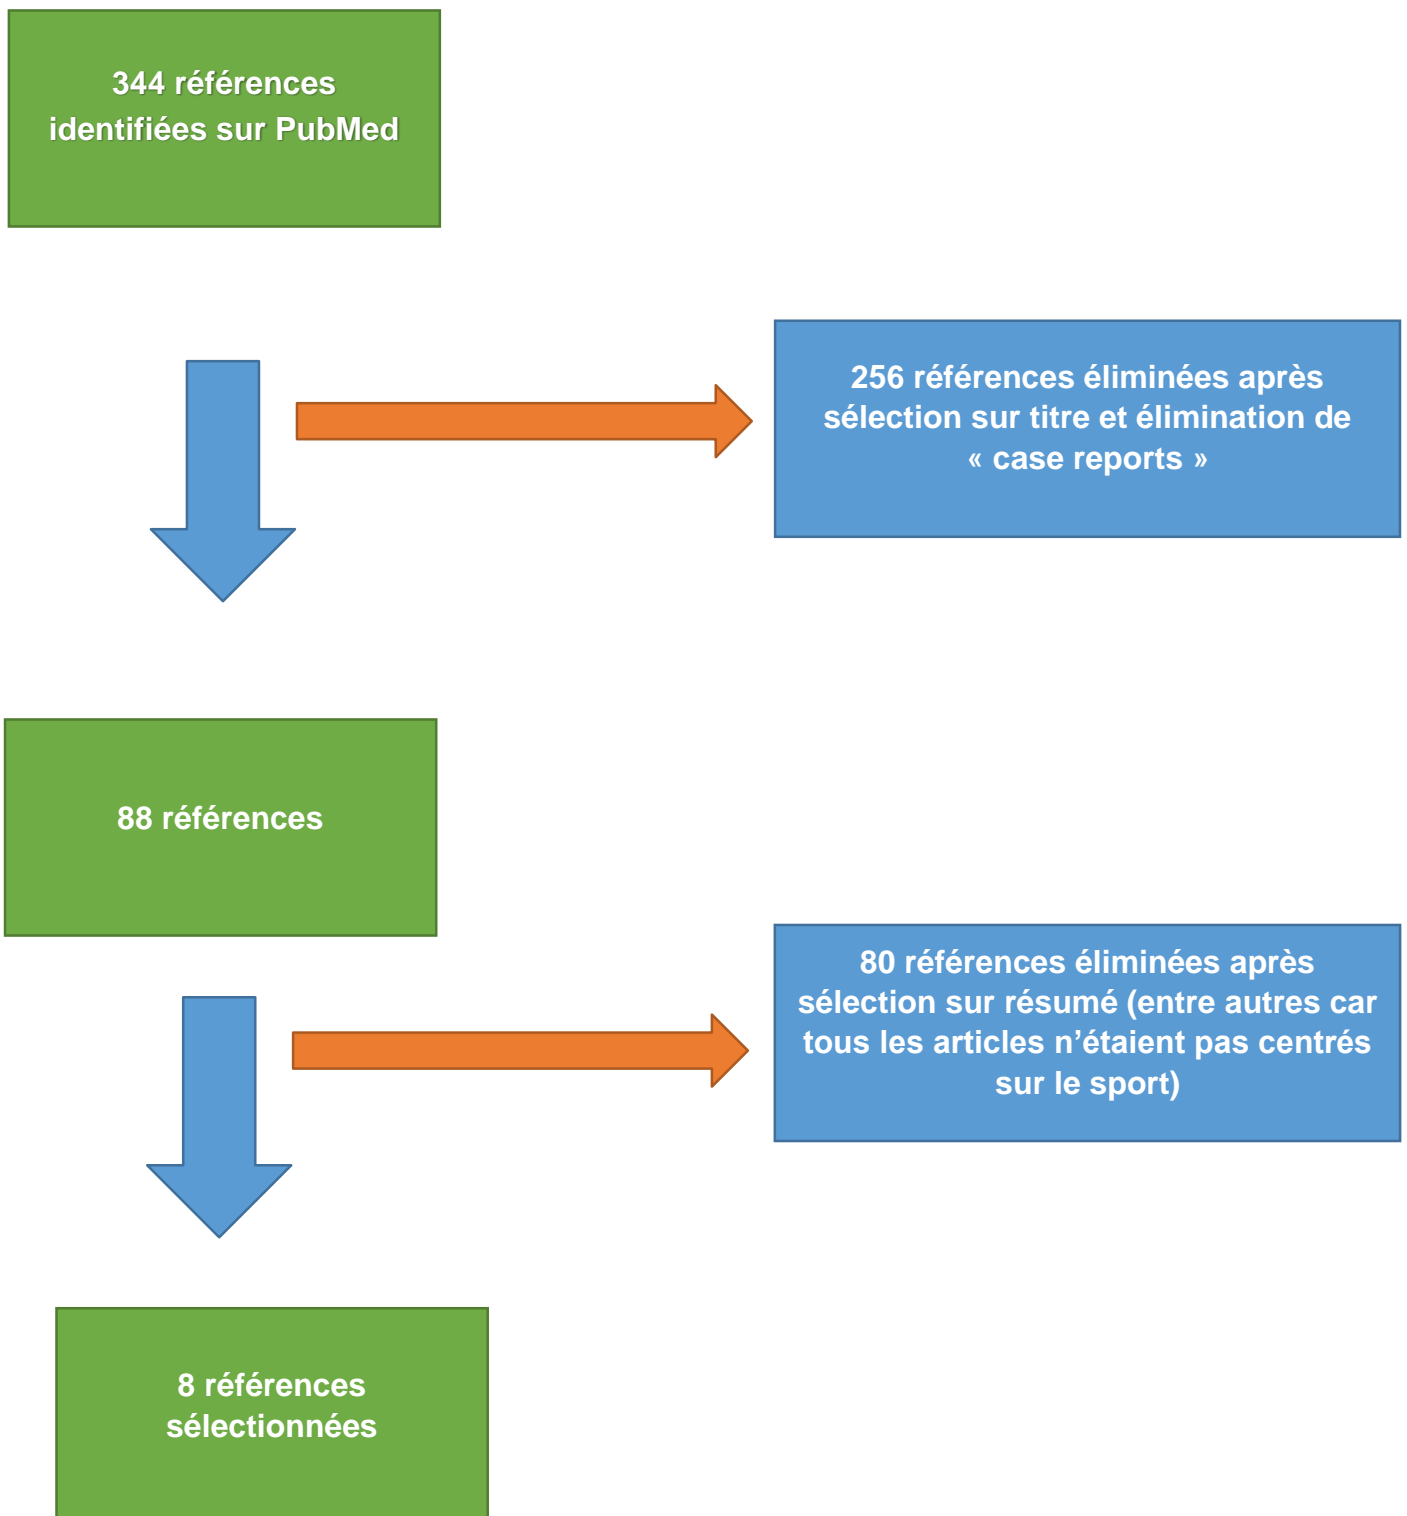 344 références
identifiées sur PubMed
256 références éliminées après
sélection sur titre et élimination de
« case reports »
88 références
80 références éliminées après
sélection sur résumé (entre autres car
tous les articles n’étaient pas centrés
sur le sport)
8 références
sélectionnées